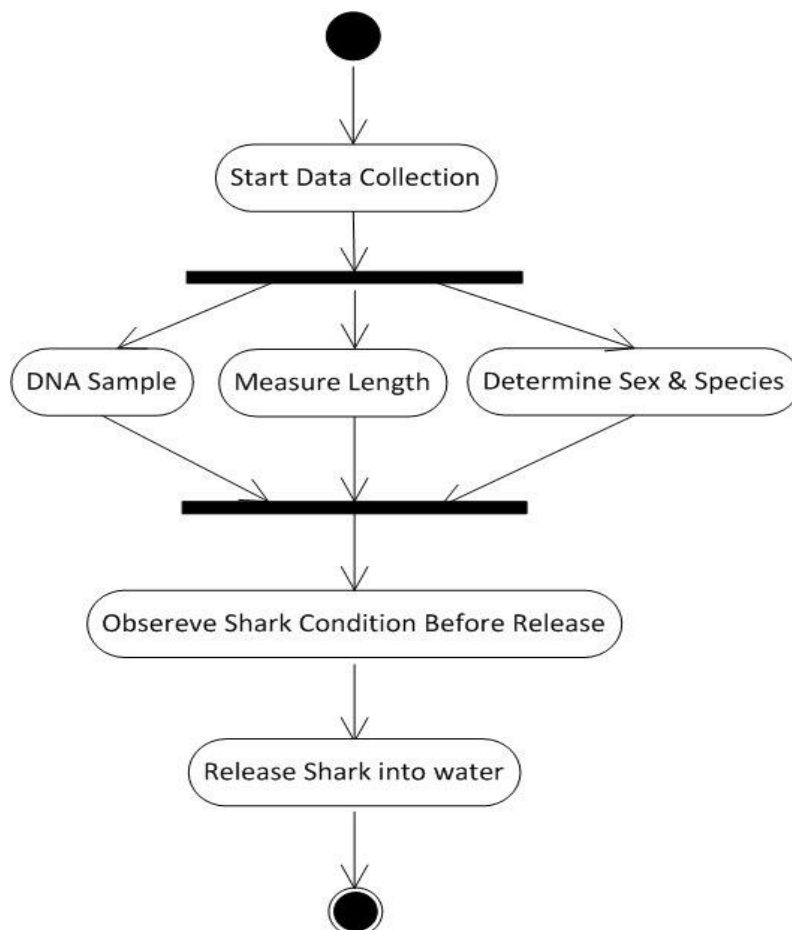 Start Data Collection
DNA Sample
Measure Length
Determine Sex & Species
Obsereve Shark Condition Before Release
Release Shark into water